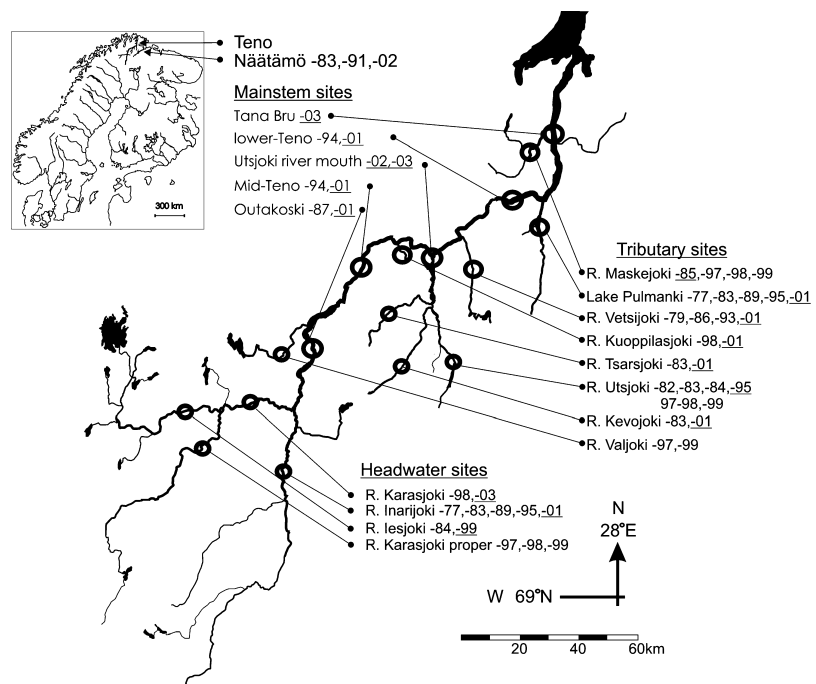 Teno
Näätämö -83,-91,-02
300 km
Mainstem sites
Tana Bru -03
lower-Teno -94,-01
Utsjoki river mouth -02,-03
Mid-Teno -94,-01
Outakoski -87,-01
Tributary sites
R. Maskejoki -85,-97,-98,-99
Lake Pulmanki -77,-83,-89,-95,-01
R. Vetsijoki -79,-86,-93,-01
R. Kuoppilasjoki -98,-01
R. Tsarsjoki -83,-01
R. Utsjoki -82,-83,-84,-95
97-98,-99
R. Kevojoki -83,-01
R. Valjoki -97,-99
Headwater sites
R. Karasjoki -98,-03
R. Inarijoki -77,-83,-89,-95,-01
R. Iesjoki -84,-99
R. Karasjoki proper -97,-98,-99
N
28°E
W 69°N
20 40 60km